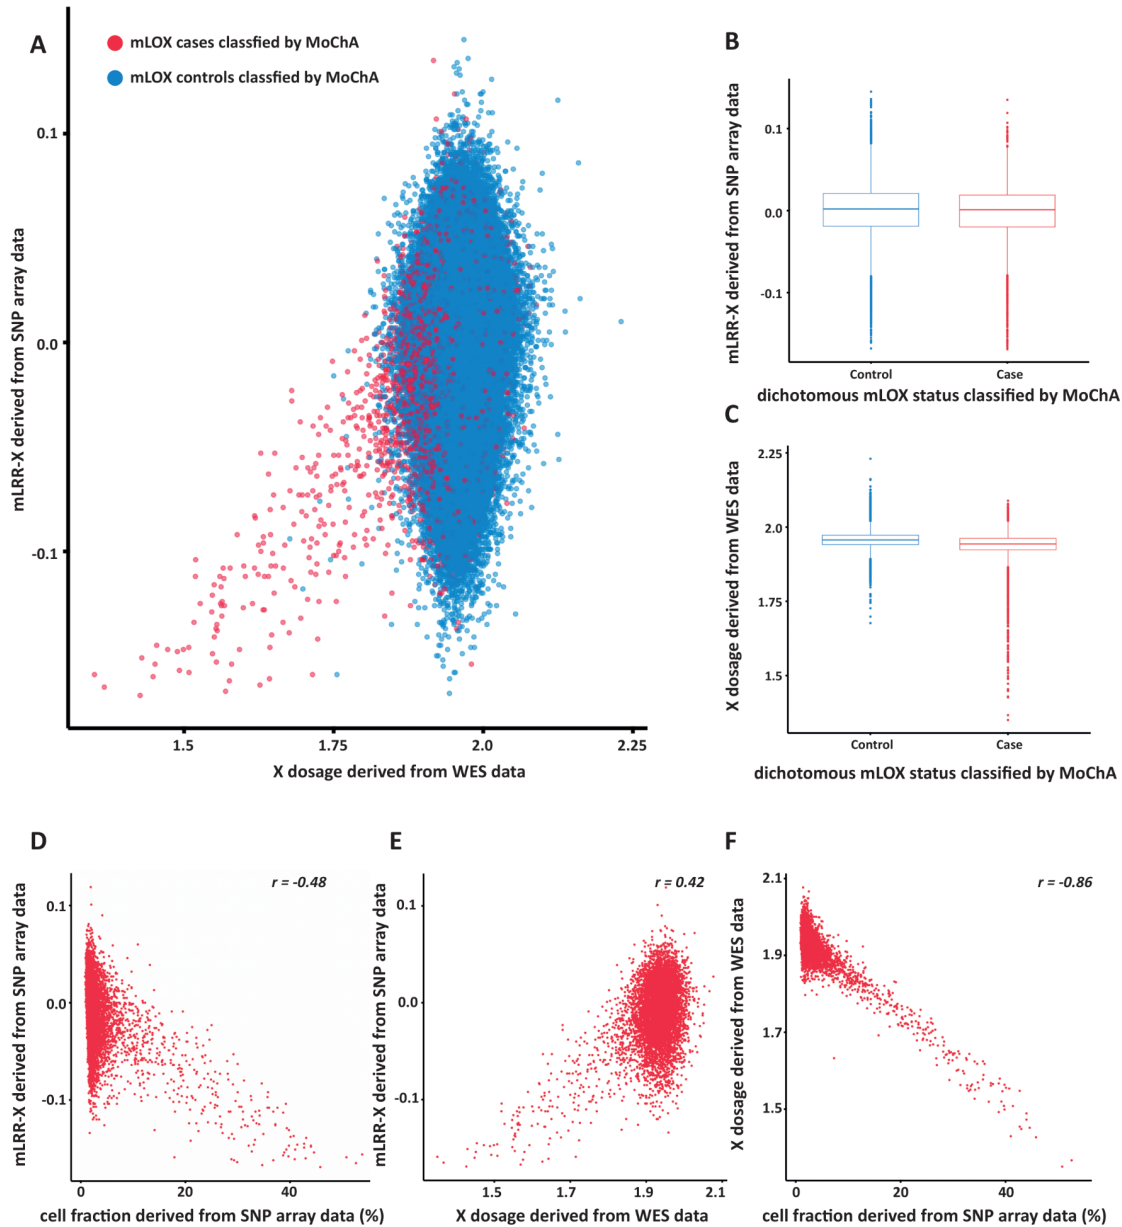 A
mLOX cases classfied by MoChA
mLOX controls classfied by MoChA
0.1
0.0
-0.1
mLRR-X derived from SNP array data
1.5
1.75
2.0
2.25
X dosage derived from WES data
B
mLRR-X derived from SNP array data
0.1
0.0
-0.1
Control
Case
dichotomous mLOX status classified by MoChA
C
X dosage derived from WES data
2.25
2.0
1.75
1.5
Control
Case
dichotomous mLOX status classified by MoChA
D
r = -0.48
mLRR-X derived from SNP array data
0.1
0.0
-0.1
0
20
40
cell fraction derived from SNP array data (%)
E
r = 0.42
mLRR-X derived from SNP array data
0.1
0.0
-0.1
1.5
1.7
1.9
2.1
X dosage derived from WES data
F
r = -0.86
X dosage derived from WES data
2.1
1.9
1.7
1.5
0
20
40
cell fraction derived from SNP array data (%)